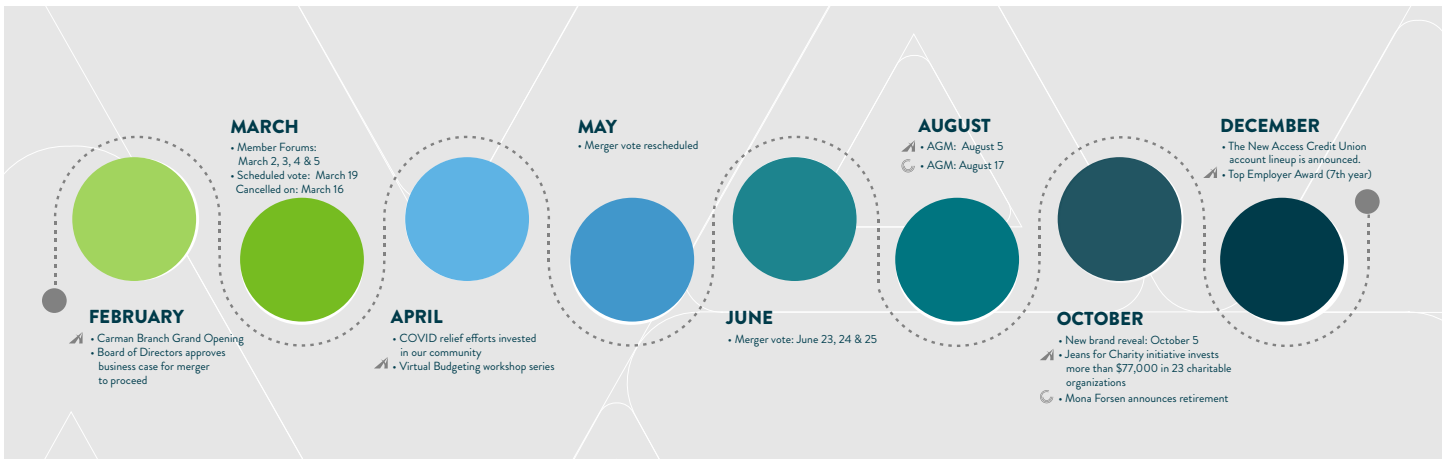 FEBRUARY
• Carman Branch Grand Opening
• Board of Directors approves
business case for merger
to proceed
MARCH
• Member Forums:
March 2, 3, 4 & 5
• Scheduled vote: March 19
Cancelled on: March 16
APRIL
• COVID relief efforts invested
in our community
• Virtual Budgeting workshop series
MAY
• Merger vote rescheduled
JUNE
• Merger vote: June 23, 24 & 25
AUGUST
• AGM: August 5
• AGM: August 17
OCTOBER
• New brand reveal: October 5
• Jeans for Charity initiative invests
more than $77,000 in 23 charitable
organizations
• Mona Forsen announces retirement
DECEMBER
• The New Access Credit Union
account lineup is announced.
• Top Employer Award (7th year)